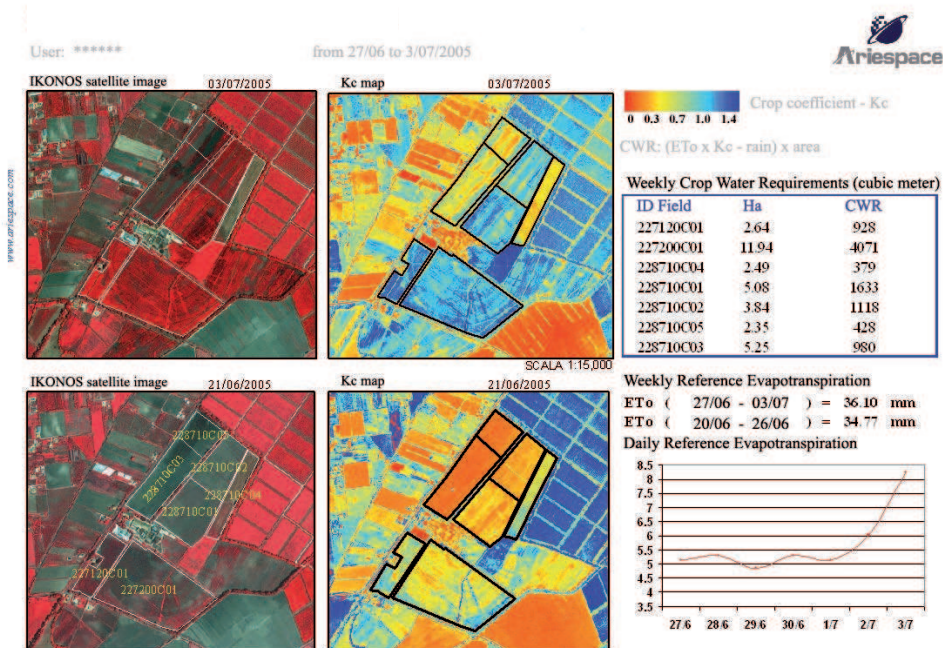 Ariespace
User: ******
from 27/06 to 3/07/2005
IKONOS satellite image 03/07/2005
Kc map 03/07/2005
Crop coefficient - Kc
0 0.3 0.7 1.0 1.4
CWR: (ETo x Kc - rain) x area
www.ariespace.com
Weekly Crop Water Requirements (cubic meter)
ID Field Ha CWR
227120C01 2.64 928
227200C01 11.94 4071
228710C04 2.49 379
228710C01 5.08 1633
228710C02 3.84 1118
228710C05 2.35 428
228710C03 5.25 980
SCALA 1:15,000
IKONOS satellite image 21/06/2005
Kc map 21/06/2005
228710C05
228710C03
228710C02
228710C04
228710C01
227120C01
227200C01
Weekly Reference Evapotranspiration
ETo ( 27/06 - 03/07 ) = 36.10 mm
ETo ( 20/06 - 26/06 ) = 34.77 mm
Daily Reference Evapotranspiration
8.5
8
7.5
7
6.5
6
5.5
5
4.5
4
3.5
27.6 28.6 29.6 30.6 1/7 2/7 3/7